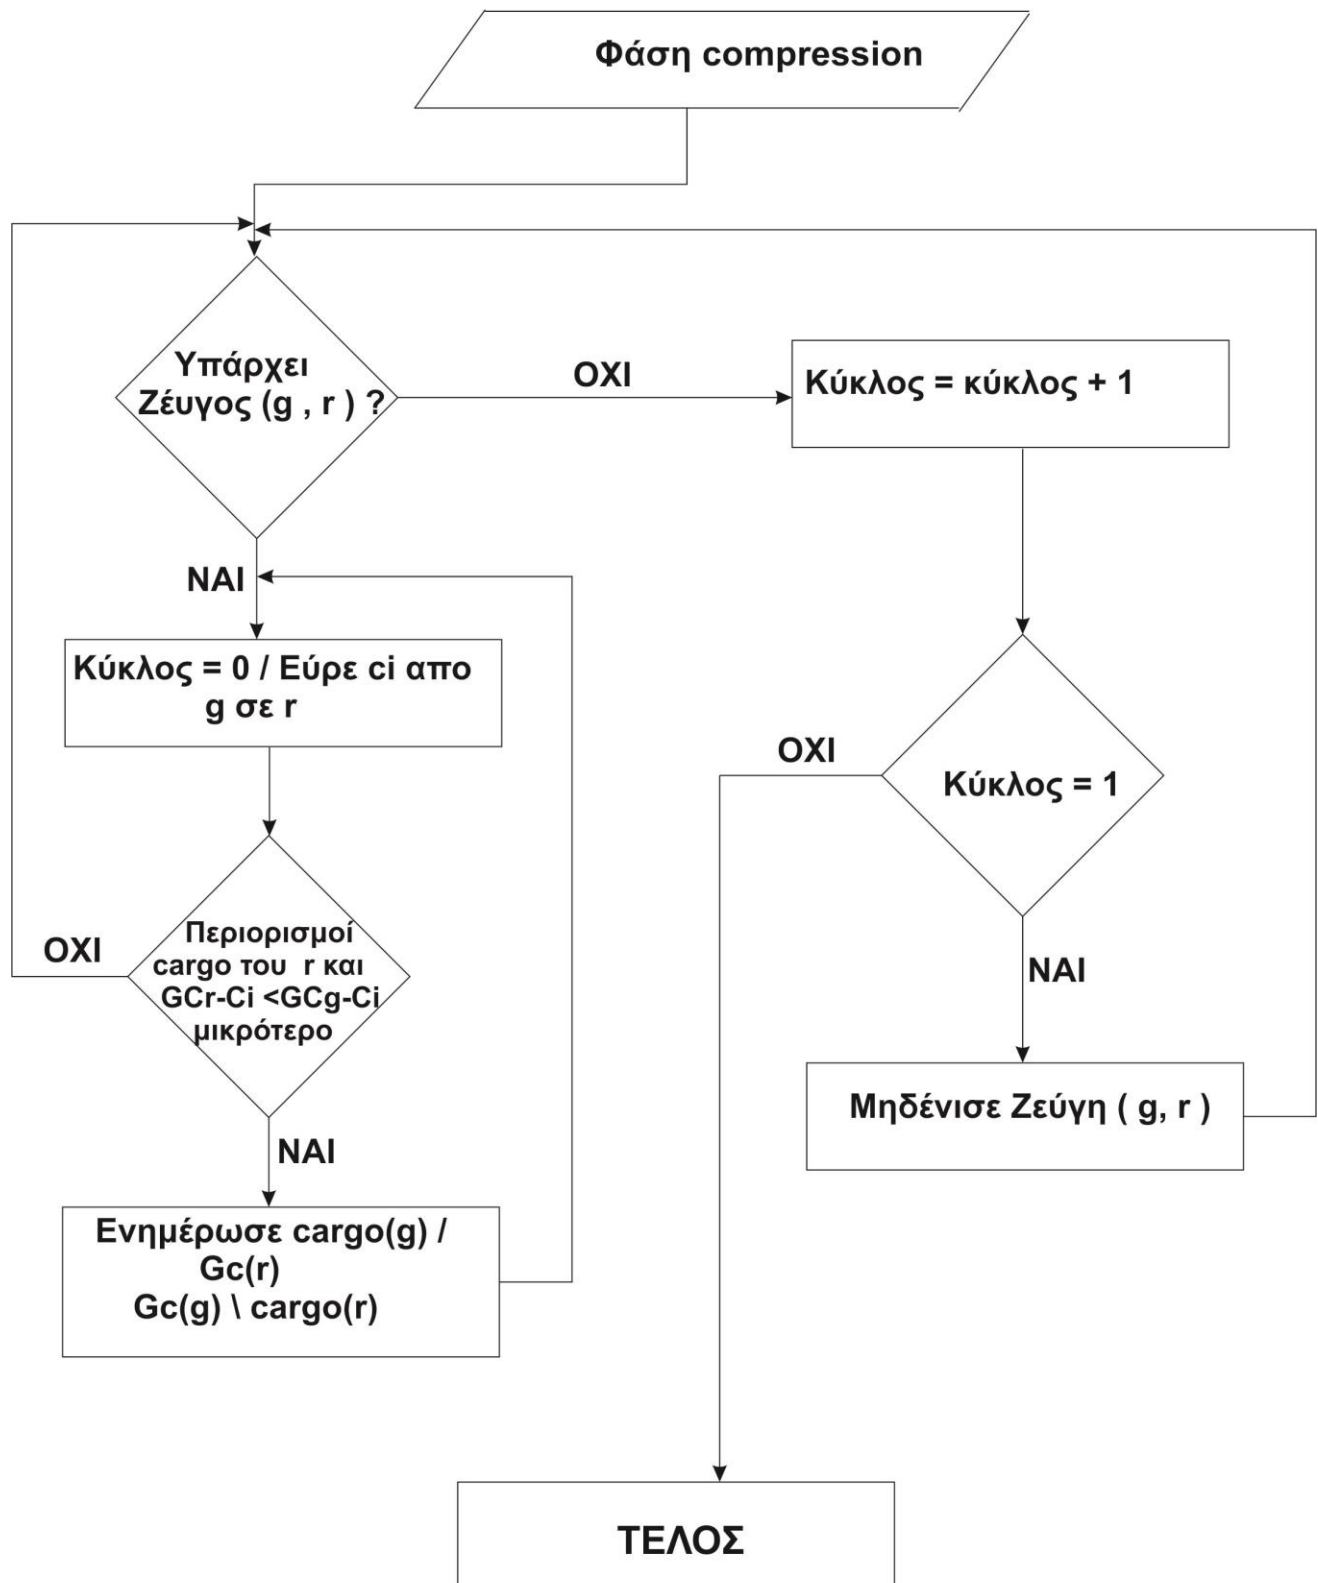 Φάση compression
Υπάρχει
Ζέυγος (g , r ) ?
ΟΧΙ
Κύκλος = κύκλος + 1
ΝΑΙ
Κύκλος = 0 / Εύρε ci απο
g σε r
ΟΧΙ
Κύκλος = 1
ΟΧΙ
Περιορισμοί
cargo του r και
GCr-Ci <GCg-Ci
μικρότερο
ΝΑΙ
Μηδένισε Ζεύγη ( g, r )
ΝΑΙ
Ενημέρωσε cargo(g) /
Gc(r)
Gc(g) \ cargo(r)
ΤΕΛΟΣ